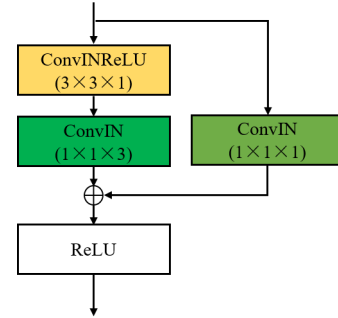 ConvINReLU
(3×3×1)
ConvIN
(1×1×3)
ConvIN
(1×1×1)
ReLU